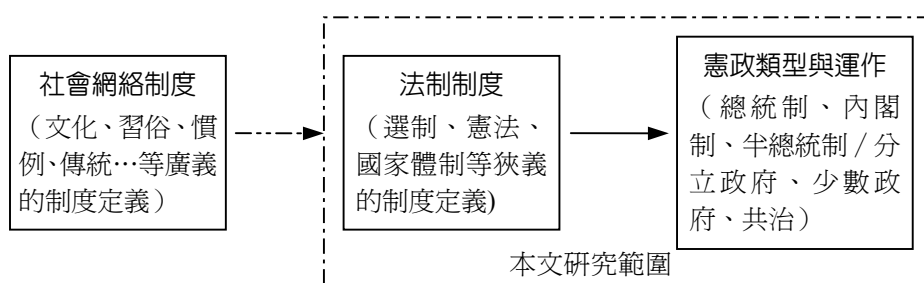 社會網絡制度
（文化、習俗、慣
例、傳統…等廣義
的制度定義）
法制制度
（選制、憲法、
國家體制等狹義
的制度定義)
憲政類型與運作
（總統制、內閣
制、半總統制／分
立政府、少數政
府、共治）
本文研究範圍